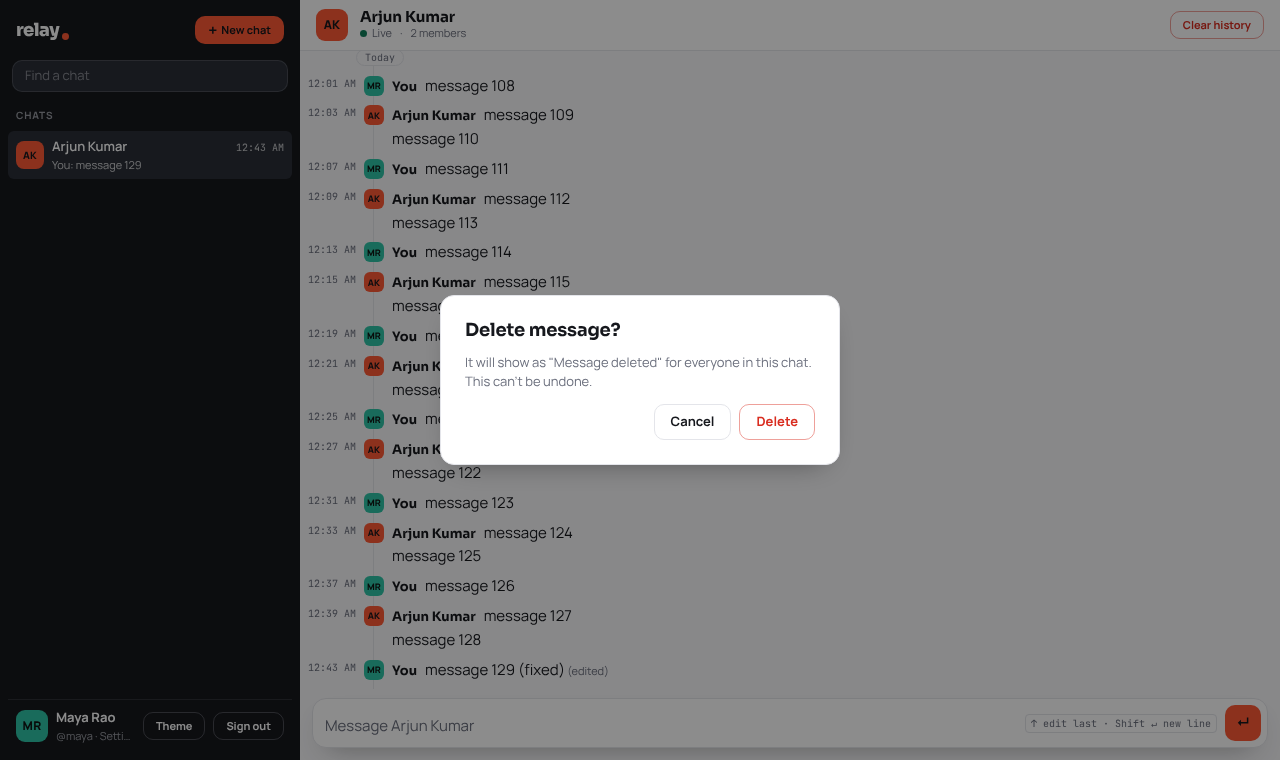 relay.
+ New chat
Find a chat
CHATS
AK
Arjun Kumar
12:43 AM
You: message 129
MR
Maya Rao
@maya · Setti…
Theme
Sign out
AK
Arjun Kumar
Live · 2 members
Clear history
Today
12:01 AM MR You message 108
12:03 AM AK Arjun Kumar message 109
message 110
12:07 AM MR You message 111
12:09 AM AK Arjun Kumar message 112
message 113
12:13 AM MR You message 114
12:15 AM AK Arjun Kumar message 115
12:19 AM MR You
12:21 AM AK Arjun
12:25 AM MR You
12:27 AM AK Arjun
message 122
12:31 AM MR You message 123
12:33 AM AK Arjun Kumar message 124
message 125
12:37 AM MR You message 126
12:39 AM AK Arjun Kumar message 127
message 128
12:43 AM MR You message 129 (fixed) (edited)
Delete message?
It will show as "Message deleted" for everyone in this chat.
This can't be undone.
Cancel
Delete
Message Arjun Kumar
↑ edit last · Shift ↵ new line
↵